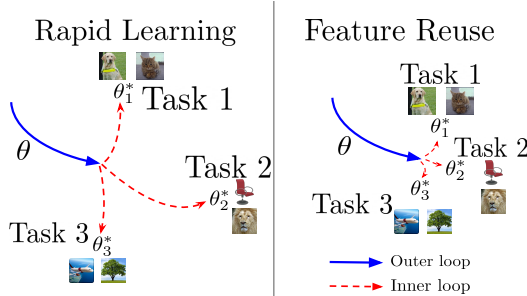 Rapid Learning
θ₁*
Task 1
θ
Task 2
θ₂*
Task 3
θ₃*
Feature Reuse
Task 1
θ₁*
θ
Task 2
θ₂*
θ₃*
Task 3
Outer loop
Inner loop